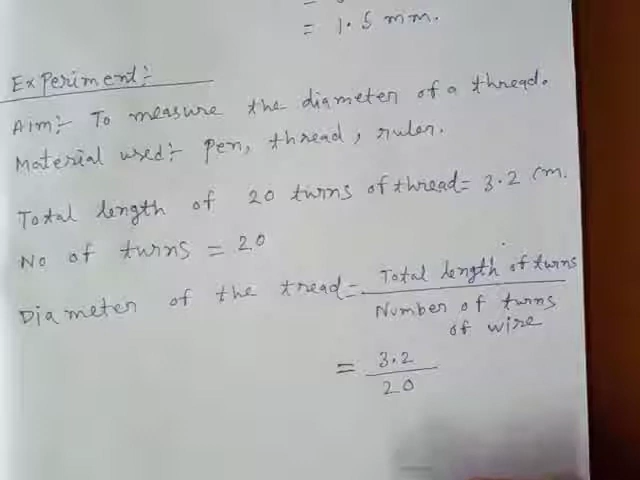 = 1.5 mm.
Experiment:-
Aim:- To measure the diameter of a thread.
Material used:- Pen, thread, ruler.
Total length of 20 turns of thread = 3.2 cm.
No of turns = 20
Diameter of the tread = Total length of turns
Number of turns
of wire
= 3.2
20